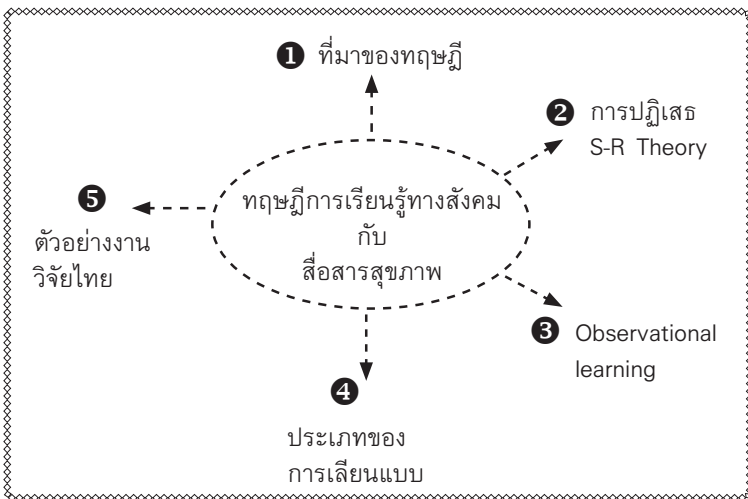 ❶ ที่มาของทฤษฎี
❷ การปฏิเสธ
S-R Theory
ทฤษฎีการเรียนรู้ทางสังคม
กับ
สื่อสารสุขภาพ
❺
ตัวอย่างงาน
วิจัยไทย
❸ Observational
learning
❹
ประเภทของ
การเลียนแบบ